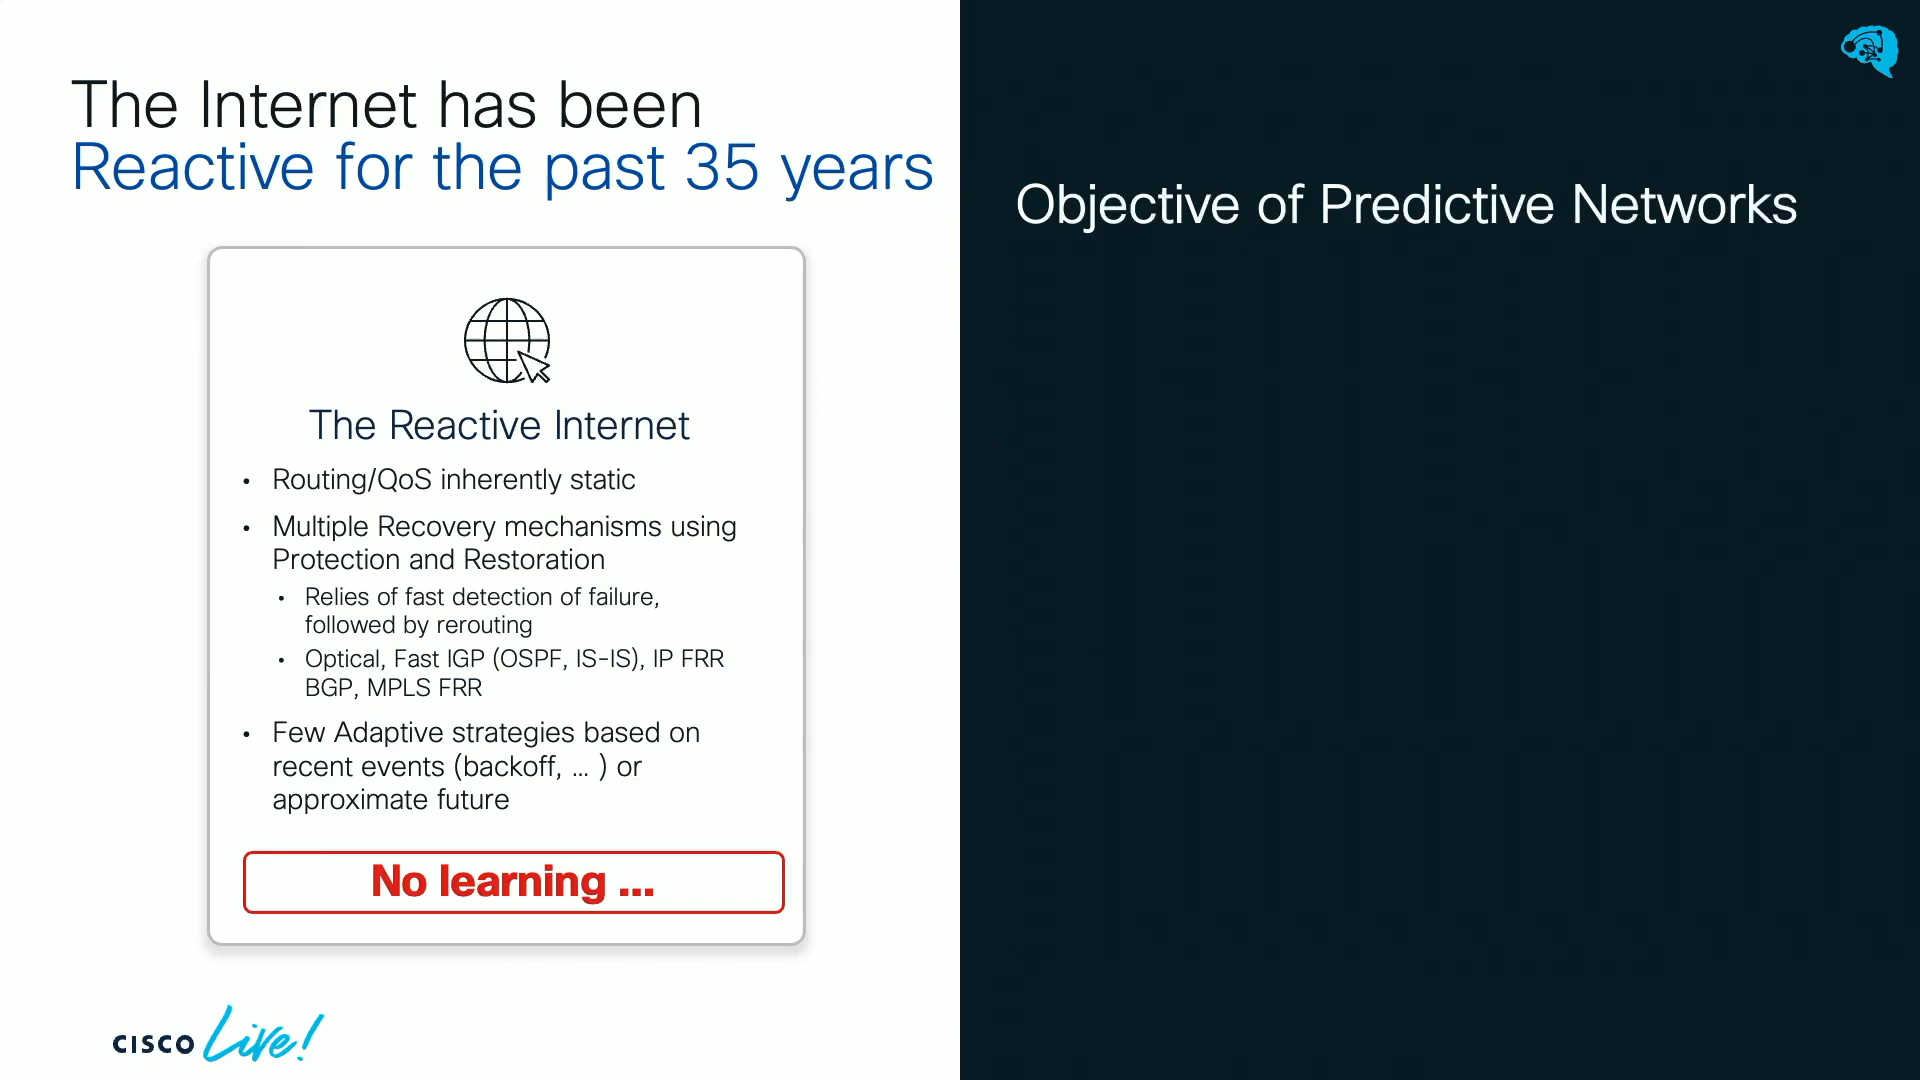 The Internet has been
Reactive for the past 35 years
The Reactive Internet
• Routing/QoS inherently static
• Multiple Recovery mechanisms using
Protection and Restoration
• Relies of fast detection of failure,
followed by rerouting
• Optical, Fast IGP (OSPF, IS-IS), IP FRR
BGP, MPLS FRR
• Few Adaptive strategies based on
recent events (backoff, ... ) or
approximate future
No learning ...
CISCO Live!
Objective of Predictive Networks